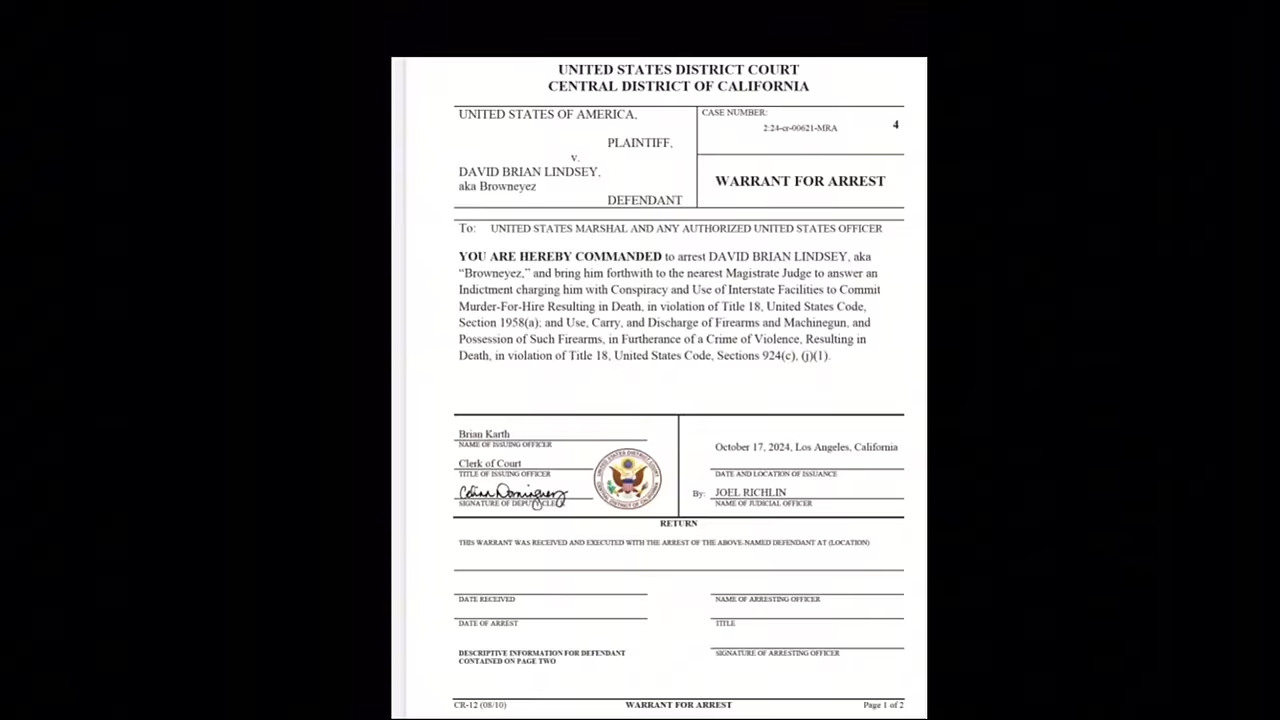 UNITED STATES DISTRICT COURT
CENTRAL DISTRICT OF CALIFORNIA
UNITED STATES OF AMERICA,
PLAINTIFF,
v.
DAVID BRIAN LINDSEY,
aka Browneyez
DEFENDANT
CASE NUMBER:
2:24-cr-00621-MRA
4
WARRANT FOR ARREST
To: UNITED STATES MARSHAL AND ANY AUTHORIZED UNITED STATES OFFICER
YOU ARE HEREBY COMMANDED to arrest DAVID BRIAN LINDSEY, aka
“Browneyez,” and bring him forthwith to the nearest Magistrate Judge to answer an
Indictment charging him with Conspiracy and Use of Interstate Facilities to Commit
Murder-For-Hire Resulting in Death, in violation of Title 18, United States Code,
Section 1958(a); and Use, Carry, and Discharge of Firearms and Machinegun, and
Possession of Such Firearms, in Furtherance of a Crime of Violence, Resulting in
Death, in violation of Title 18, United States Code, Sections 924(c), (j)(1).
Brian Karth
NAME OF ISSUING OFFICER
Clerk of Court
TITLE OF ISSUING OFFICER
SIGNATURE OF DEPUTY CLERK
October 17, 2024, Los Angeles, California
DATE AND LOCATION OF ISSUANCE
By: JOEL RICHLIN
NAME OF JUDICIAL OFFICER
RETURN
THIS WARRANT WAS RECEIVED AND EXECUTED WITH THE ARREST OF THE ABOVE-NAMED DEFENDANT AT (LOCATION)
DATE RECEIVED
NAME OF ARRESTING OFFICER
DATE OF ARREST
TITLE
DESCRIPTIVE INFORMATION FOR DEFENDANT
CONTAINED ON PAGE TWO
SIGNATURE OF ARRESTING OFFICER
CR-12 (08/10)
WARRANT FOR ARREST
Page 1 of 2